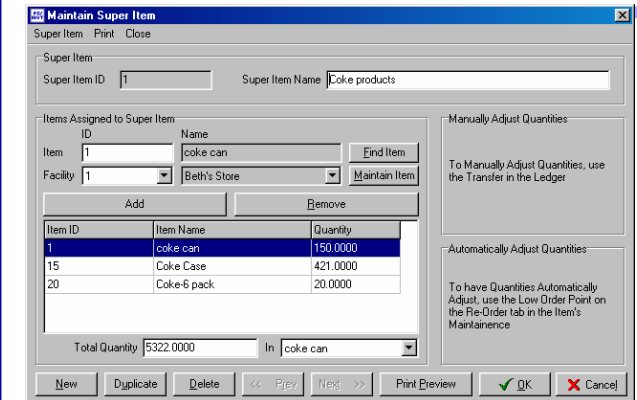 Maintain Super Item
Super Item Print Close
Super Item
Super Item ID 1 Super Item Name Coke products
Items Assigned to Super Item
ID Name
Item 1 coke can Find Item
Facility 1 Beth's Store Maintain Item
Add Remove
Item ID Item Name Quantity
1 coke can 150.0000
15 Coke Case 421.0000
20 Coke-6 pack 20.0000
Total Quantity 5322.0000 In coke can
Manually Adjust Quantities
To Manually Adjust Quantities, use
the Transfer in the Ledger
Automatically Adjust Quantities
To have Quantities Automatically
Adjust, use the Low Order Point on
the Re-Order tab in the Item's
Maintainence
New Duplicate Delete << Prev Next >> Print Preview OK Cancel